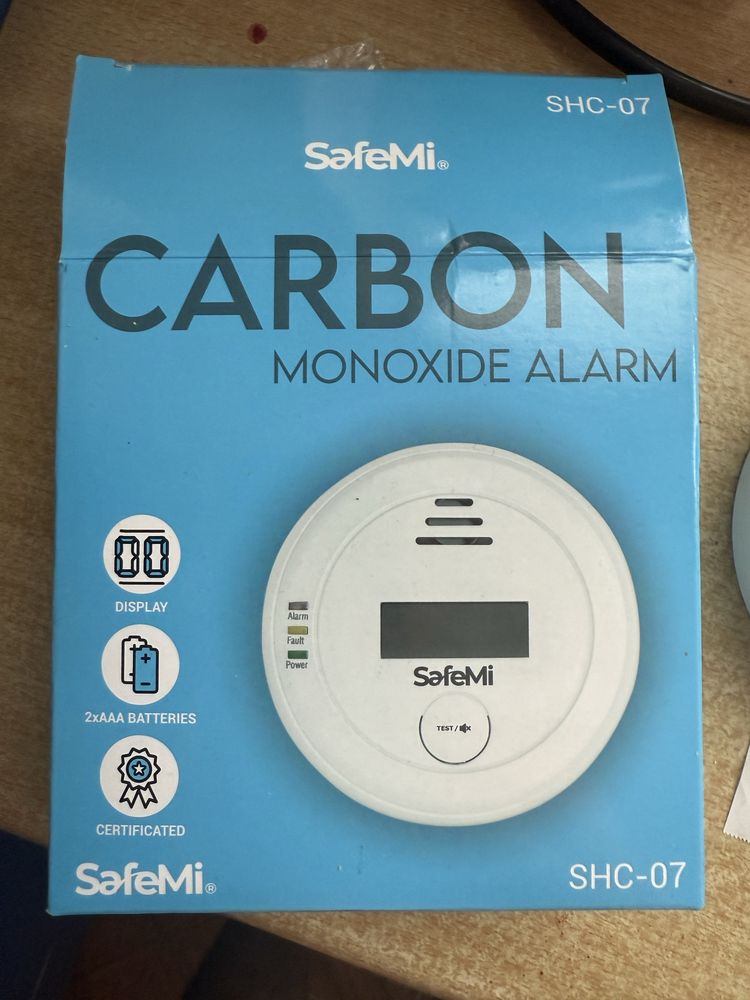 SHC-07
SafeMi®
CARBON
MONOXIDE ALARM
00
DISPLAY
2xAAA BATTERIES
CERTIFICATED
Alarm
Fault
Power
SafeMi
TEST /
SafeMi®
SHC-07